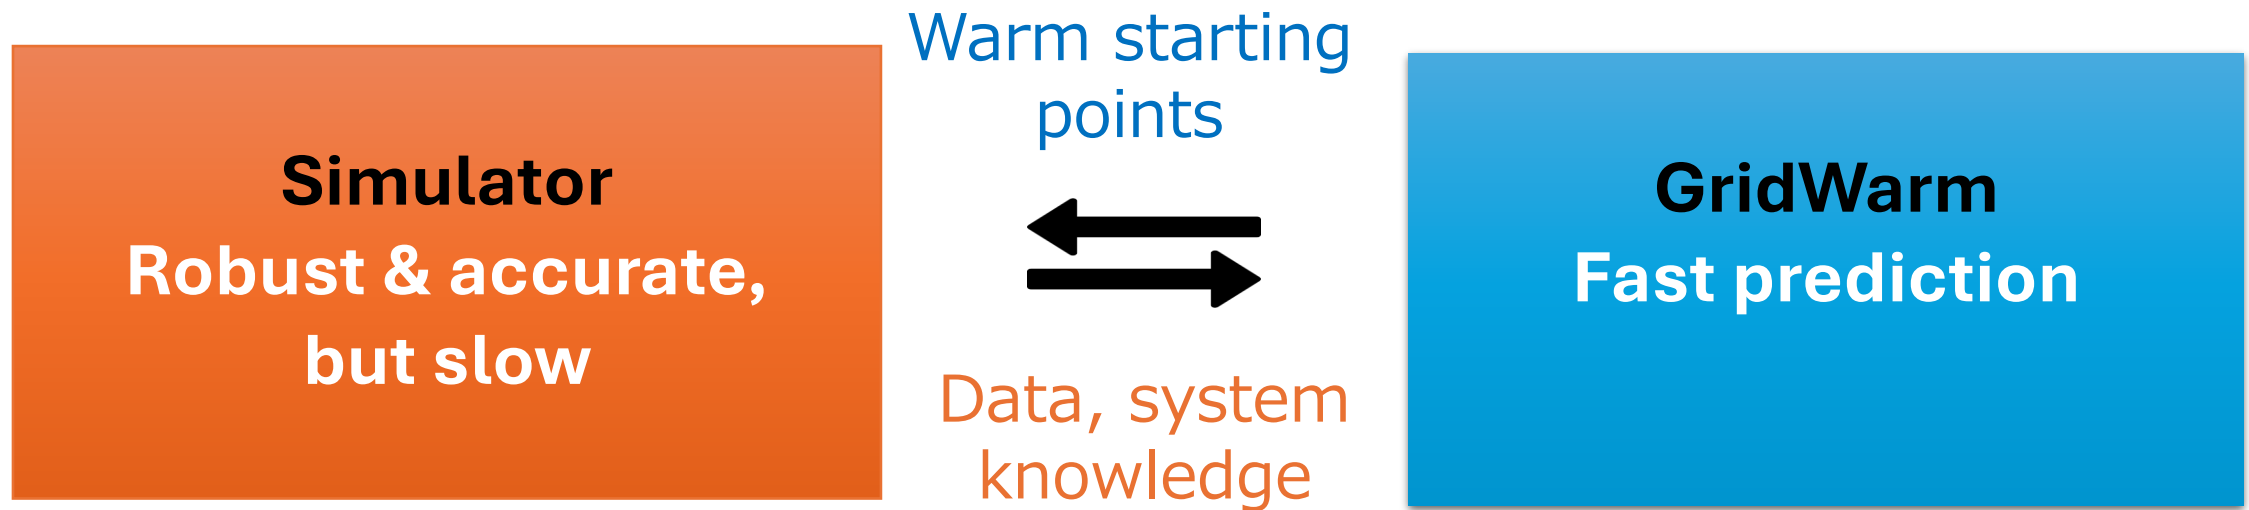 Simulator
Robust & accurate,
but slow
Warm starting
points
Data, system
knowledge
GridWarm
Fast prediction